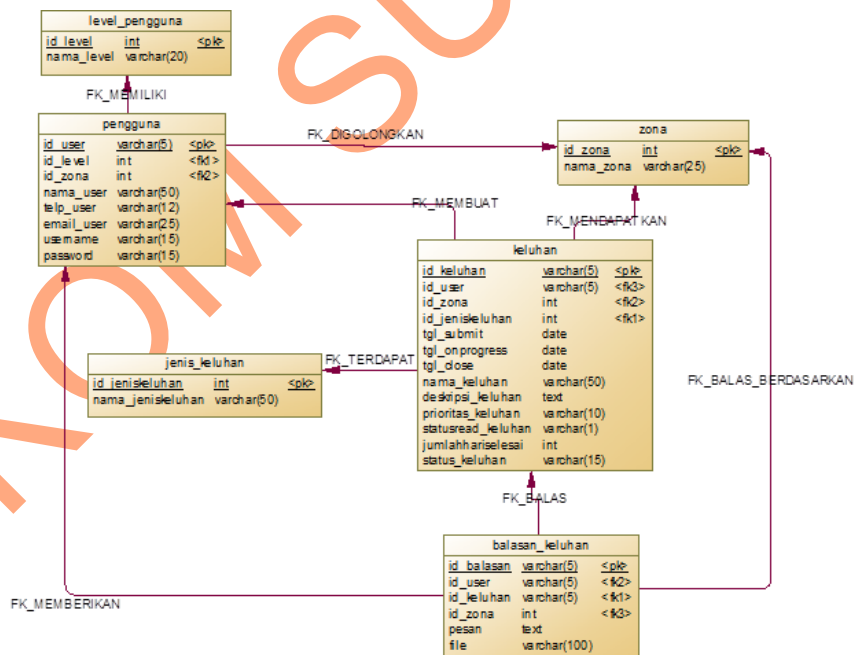 level_pengguna
id_level int <pk>
nama_level varchar(20)
FK_MEMILIKI
pengguna
id_user varchar(5) <pk>
id_level int <fk1>
id_zona int <fk2>
nama_user varchar(50)
telp_user varchar(12)
email_user varchar(25)
username varchar(15)
password varchar(15)
FK_DIGOLONGKAN
zona
id_zona int <pk>
nama_zona varchar(25)
FK_MEMBUAT
FK_MENDAPATKAN
keluhan
id_keluhan varchar(5) <pk>
id_user varchar(5) <fk3>
id_zona int <fk2>
id_jeniskeluhan int <fk1>
tgl_submit date
tgl_onprogress date
tgl_close date
nama_keluhan varchar(50)
deskripsi_keluhan text
prioritas_keluhan varchar(10)
statusread_keluhan varchar(1)
jumlahhariselesai int
status_keluhan varchar(15)
jenis_keluhan
id_jeniskeluhan int <pk>
nama_jeniskeluhan varchar(50)
FK_TERDAPAT
FK_BALAS_BERDASARKAN
FK_BALAS
balasan_keluhan
id_balasan varchar(5) <pk>
id_user varchar(5) <fk2>
id_keluhan varchar(5) <fk1>
id_zona int <fk3>
pesan text
file varchar(100)
FK_MEMBERIKAN
KOM SU